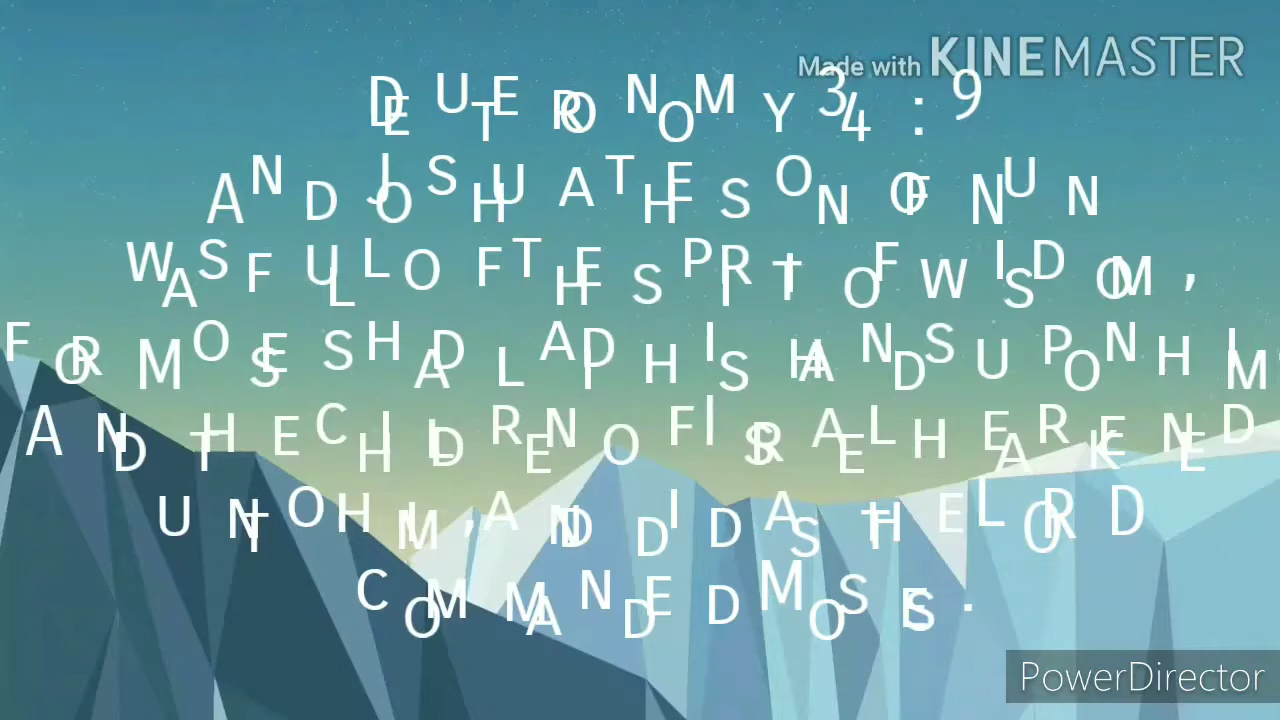 Made with KINEMASTER
DEUTERONOMY 34:9
AND JOSHUA THE SON OF NUN
WAS FULL OF THE SPIRIT OF WISDOM,
FOR MOSES HAD LAID HIS HANDS UPON HIM
AND THE CHILDREN OF ISRAEL HEARKENED
UNTO HIM, AND DID AS THE LORD
COMMANDED MOSES.
PowerDirector